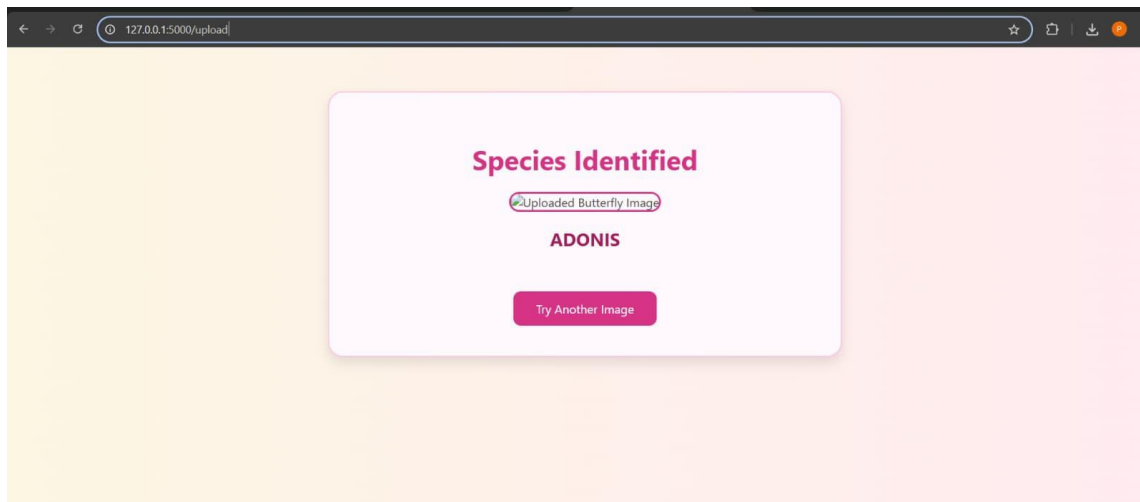 127.0.0.1:5000/upload
P
Species Identified
Uploaded Butterfly Image
ADONIS
Try Another Image